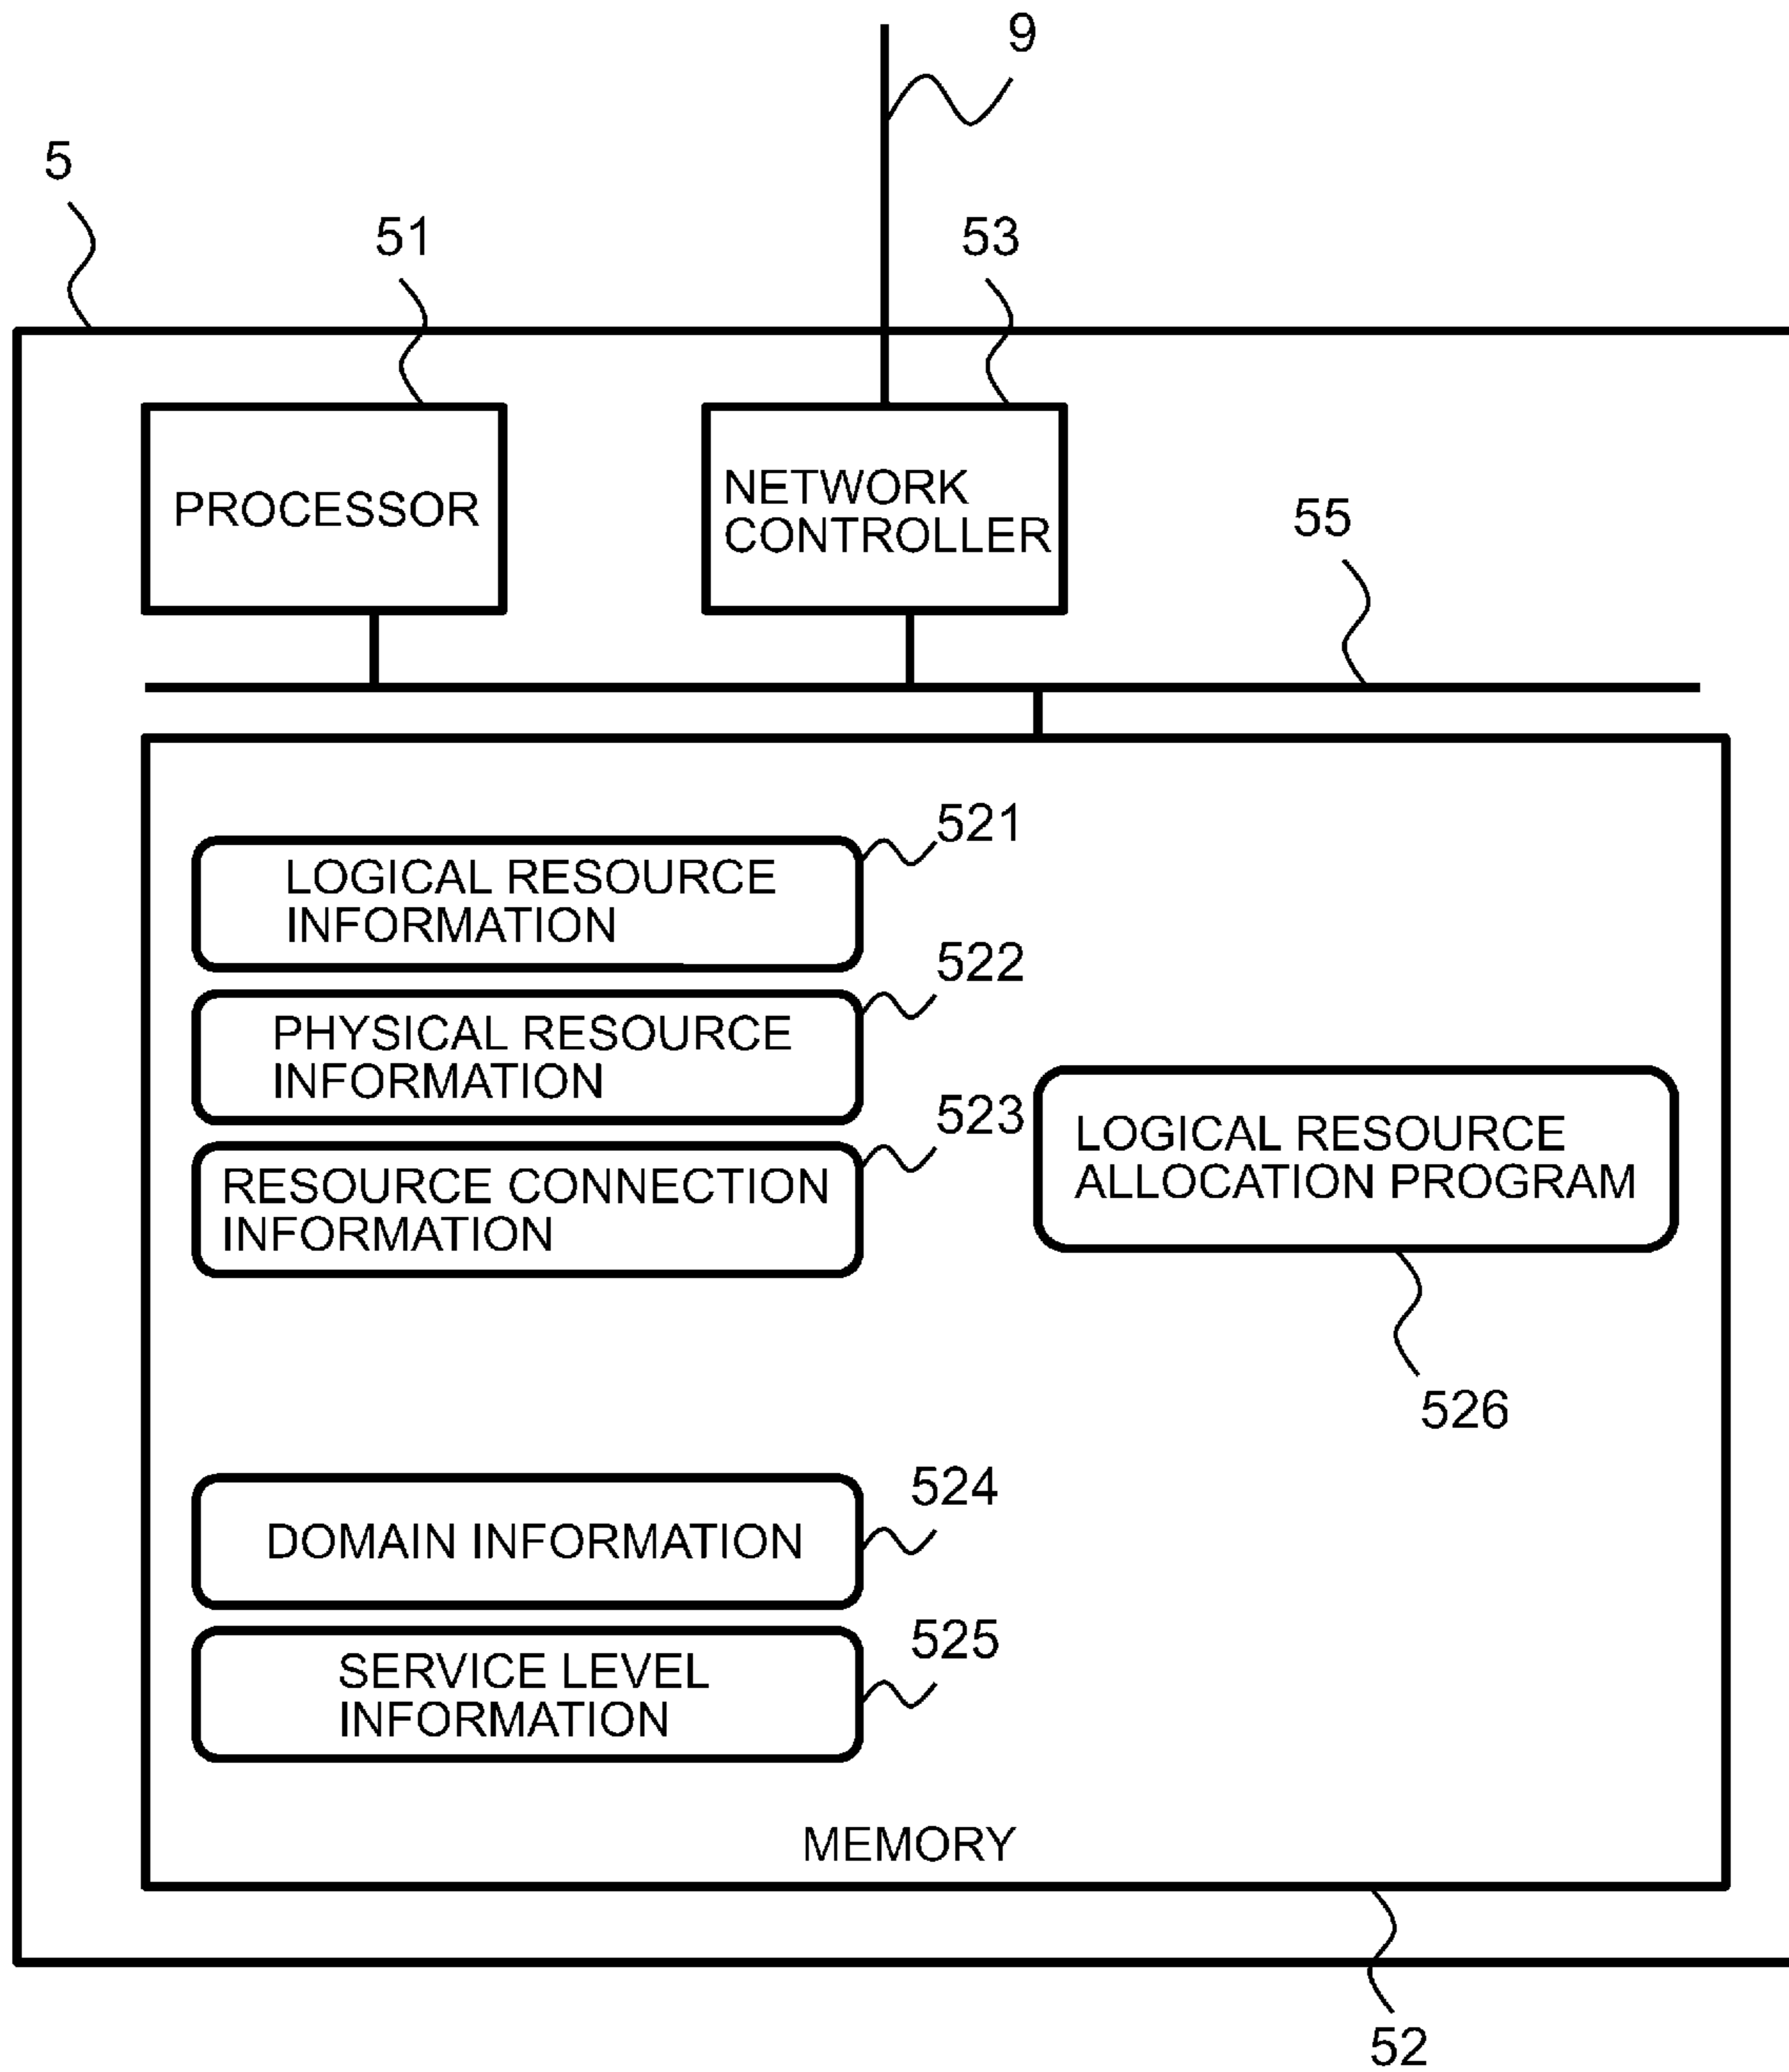 9
5
51
53
PROCESSOR
NETWORK
CONTROLLER
55
521
LOGICAL RESOURCE
INFORMATION
522
PHYSICAL RESOURCE
INFORMATION
523
RESOURCE CONNECTION
INFORMATION
LOGICAL RESOURCE
ALLOCATION PROGRAM
526
524
DOMAIN INFORMATION
525
SERVICE LEVEL
INFORMATION
MEMORY
52